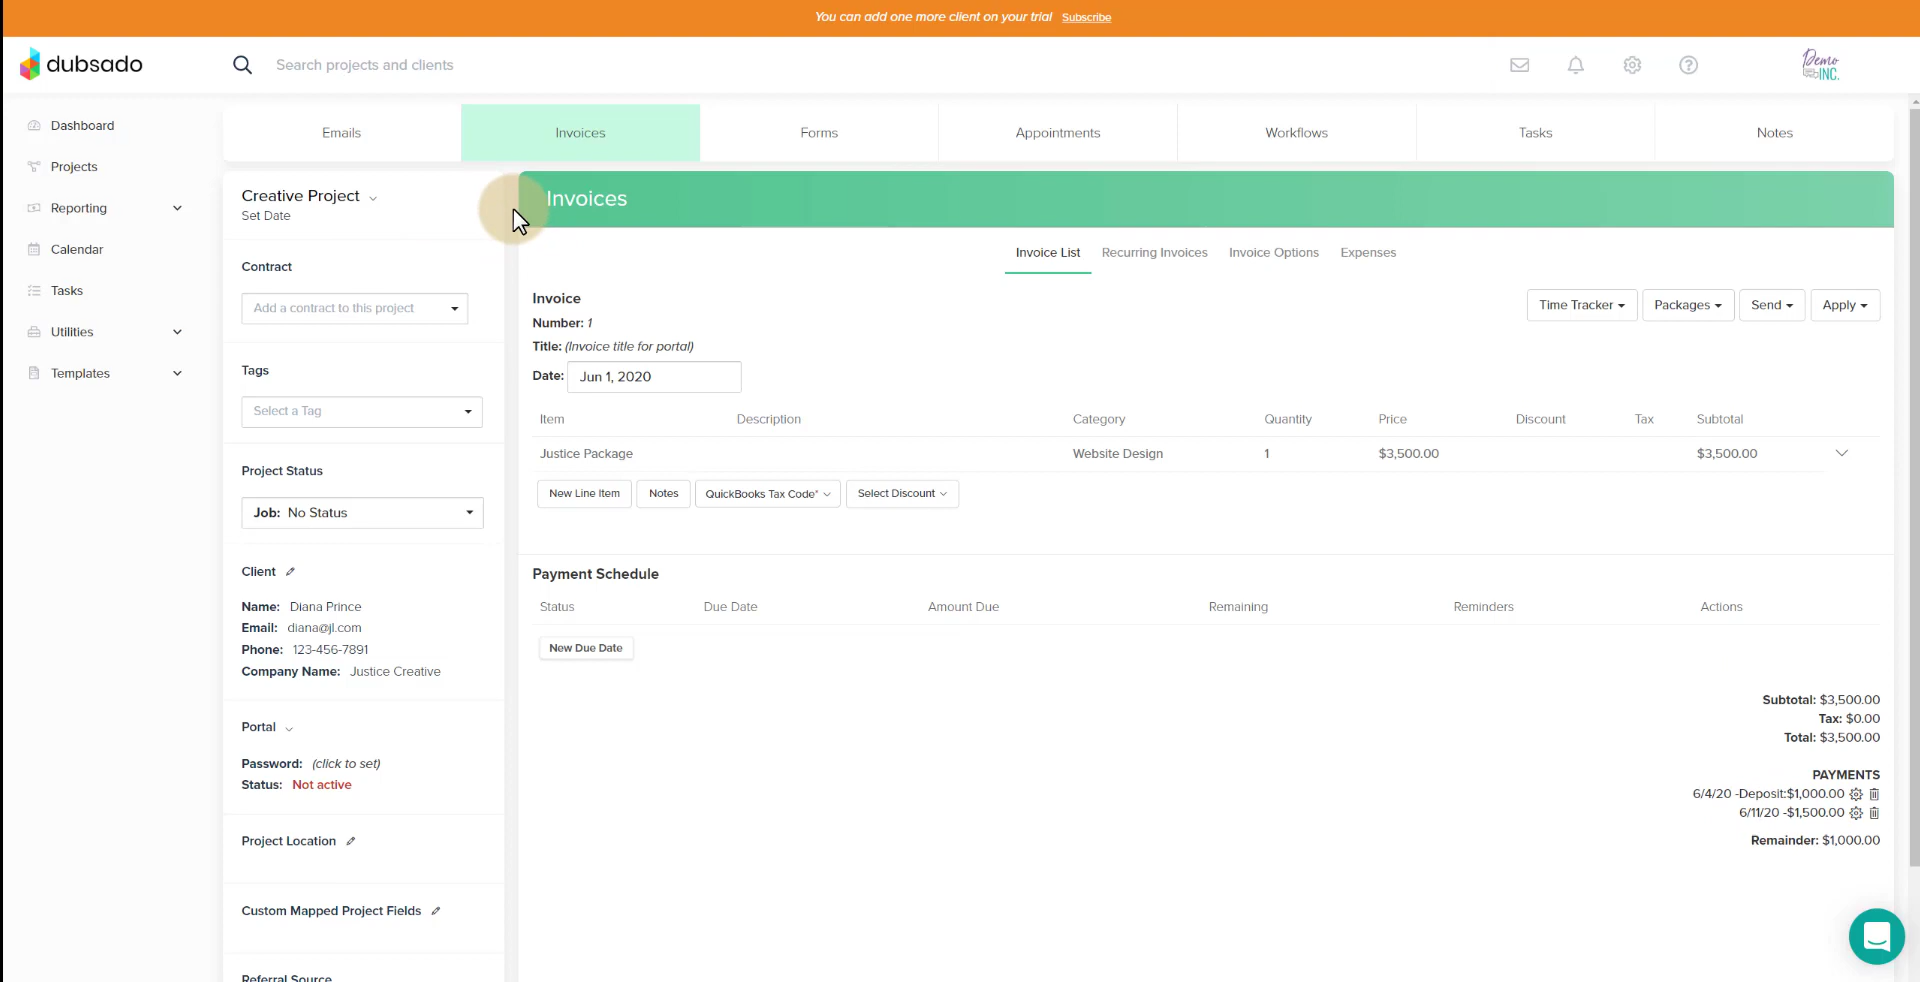 You can add one more client on your trial Subscribe
dubsado
Search projects and clients
Demo
INC.
Dashboard
Projects
Reporting
Calendar
Tasks
Utilities
Templates
Emails
Invoices
Forms
Appointments
Workflows
Tasks
Notes
Creative Project
Set Date
Contract
Add a contract to this project
Tags
Select a Tag
Project Status
Job: No Status
Client
Name: Diana Prince
Email: diana@jl.com
Phone: 123-456-7891
Company Name: Justice Creative
Portal
Password: (click to set)
Status: Not active
Project Location
Custom Mapped Project Fields
Referral Source
Invoices
Invoice List Recurring Invoices Invoice Options Expenses
Invoice
Number: 1
Title: (Invoice title for portal)
Date: Jun 1, 2020
Time Tracker Packages Send Apply
Item Description Category Quantity Price Discount Tax Subtotal
Justice Package Website Design 1 $3,500.00 $3,500.00
New Line Item Notes QuickBooks Tax Code* Select Discount
Payment Schedule
Status Due Date Amount Due Remaining Reminders Actions
New Due Date
Subtotal: $3,500.00
Tax: $0.00
Total: $3,500.00
PAYMENTS
6/4/20 -Deposit:$1,000.00
6/11/20 -$1,500.00
Remainder: $1,000.00